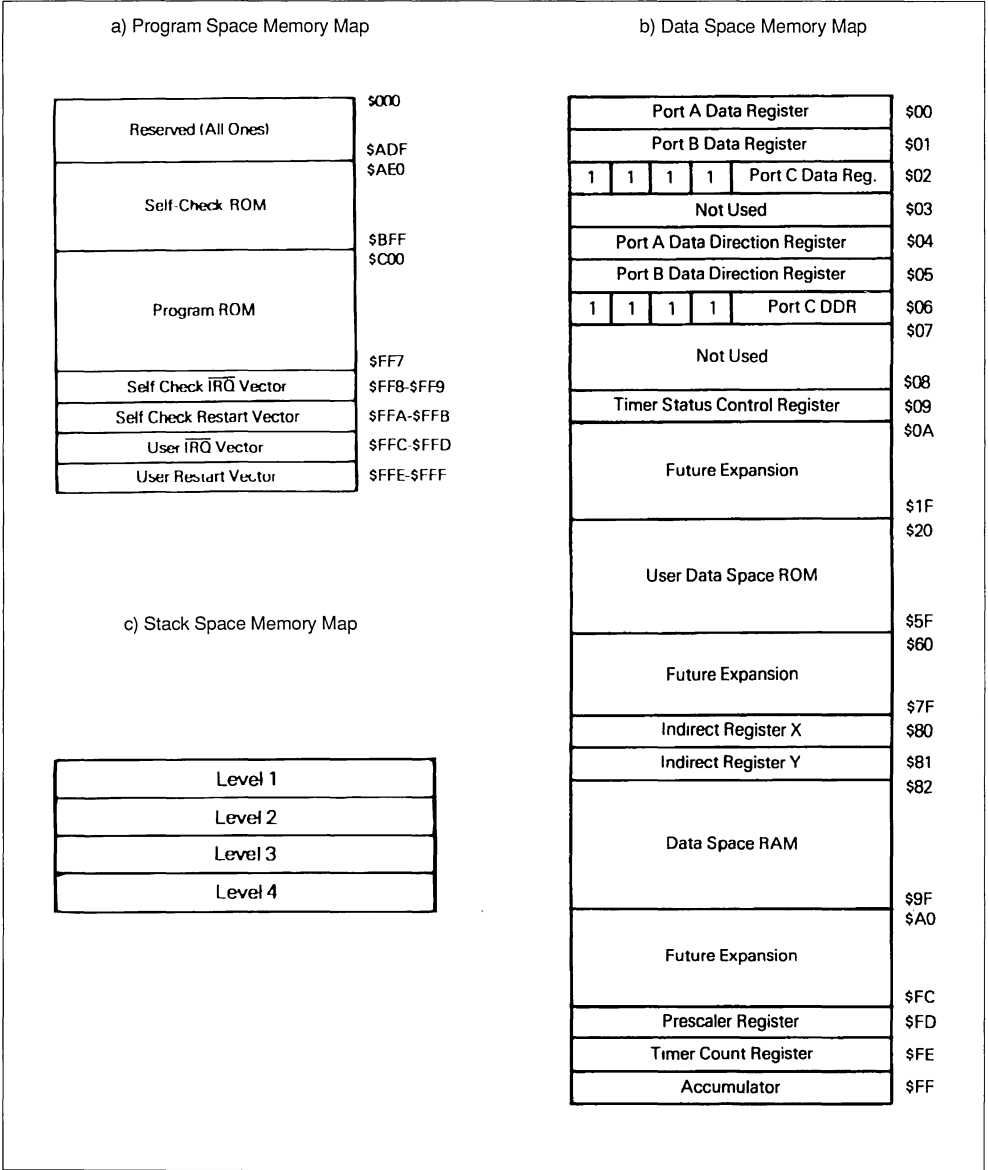 a) Program Space Memory Map
$000
Reserved (All Ones)
$ADF
$AE0
Self-Check ROM
$BFF
$C00
Program ROM
$FF7
Self Check IRQ Vector $FF8-$FF9
Self Check Restart Vector $FFA-$FFB
User IRQ Vector $FFC-$FFD
User Restart Vector $FFE-$FFF
c) Stack Space Memory Map
Level 1
Level 2
Level 3
Level 4
b) Data Space Memory Map
Port A Data Register $00
Port B Data Register $01
1 1 1 1 Port C Data Reg. $02
Not Used $03
Port A Data Direction Register $04
Port B Data Direction Register $05
1 1 1 1 Port C DDR $06
$07
Not Used
$08
Timer Status Control Register $09
$0A
Future Expansion
$1F
$20
User Data Space ROM
$5F
$60
Future Expansion
$7F
Indirect Register X $80
Indirect Register Y $81
$82
Data Space RAM
$9F
$A0
Future Expansion
$FC
Prescaler Register $FD
Timer Count Register $FE
Accumulator $FF